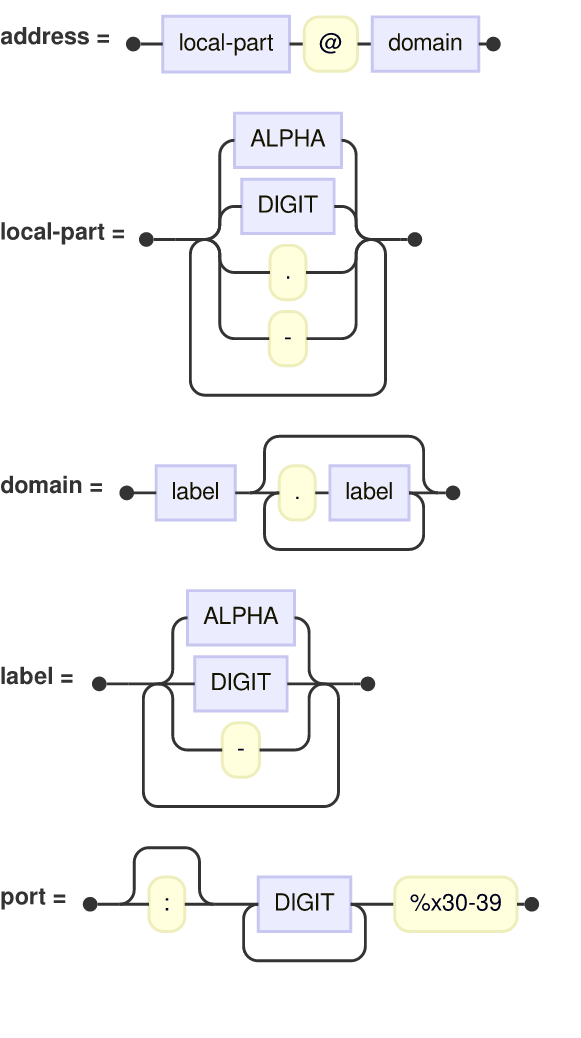 address = local-part @ domain
ALPHA
DIGIT
local-part =
.
-
domain = label . label
ALPHA
label = DIGIT
-
port = : DIGIT %x30-39